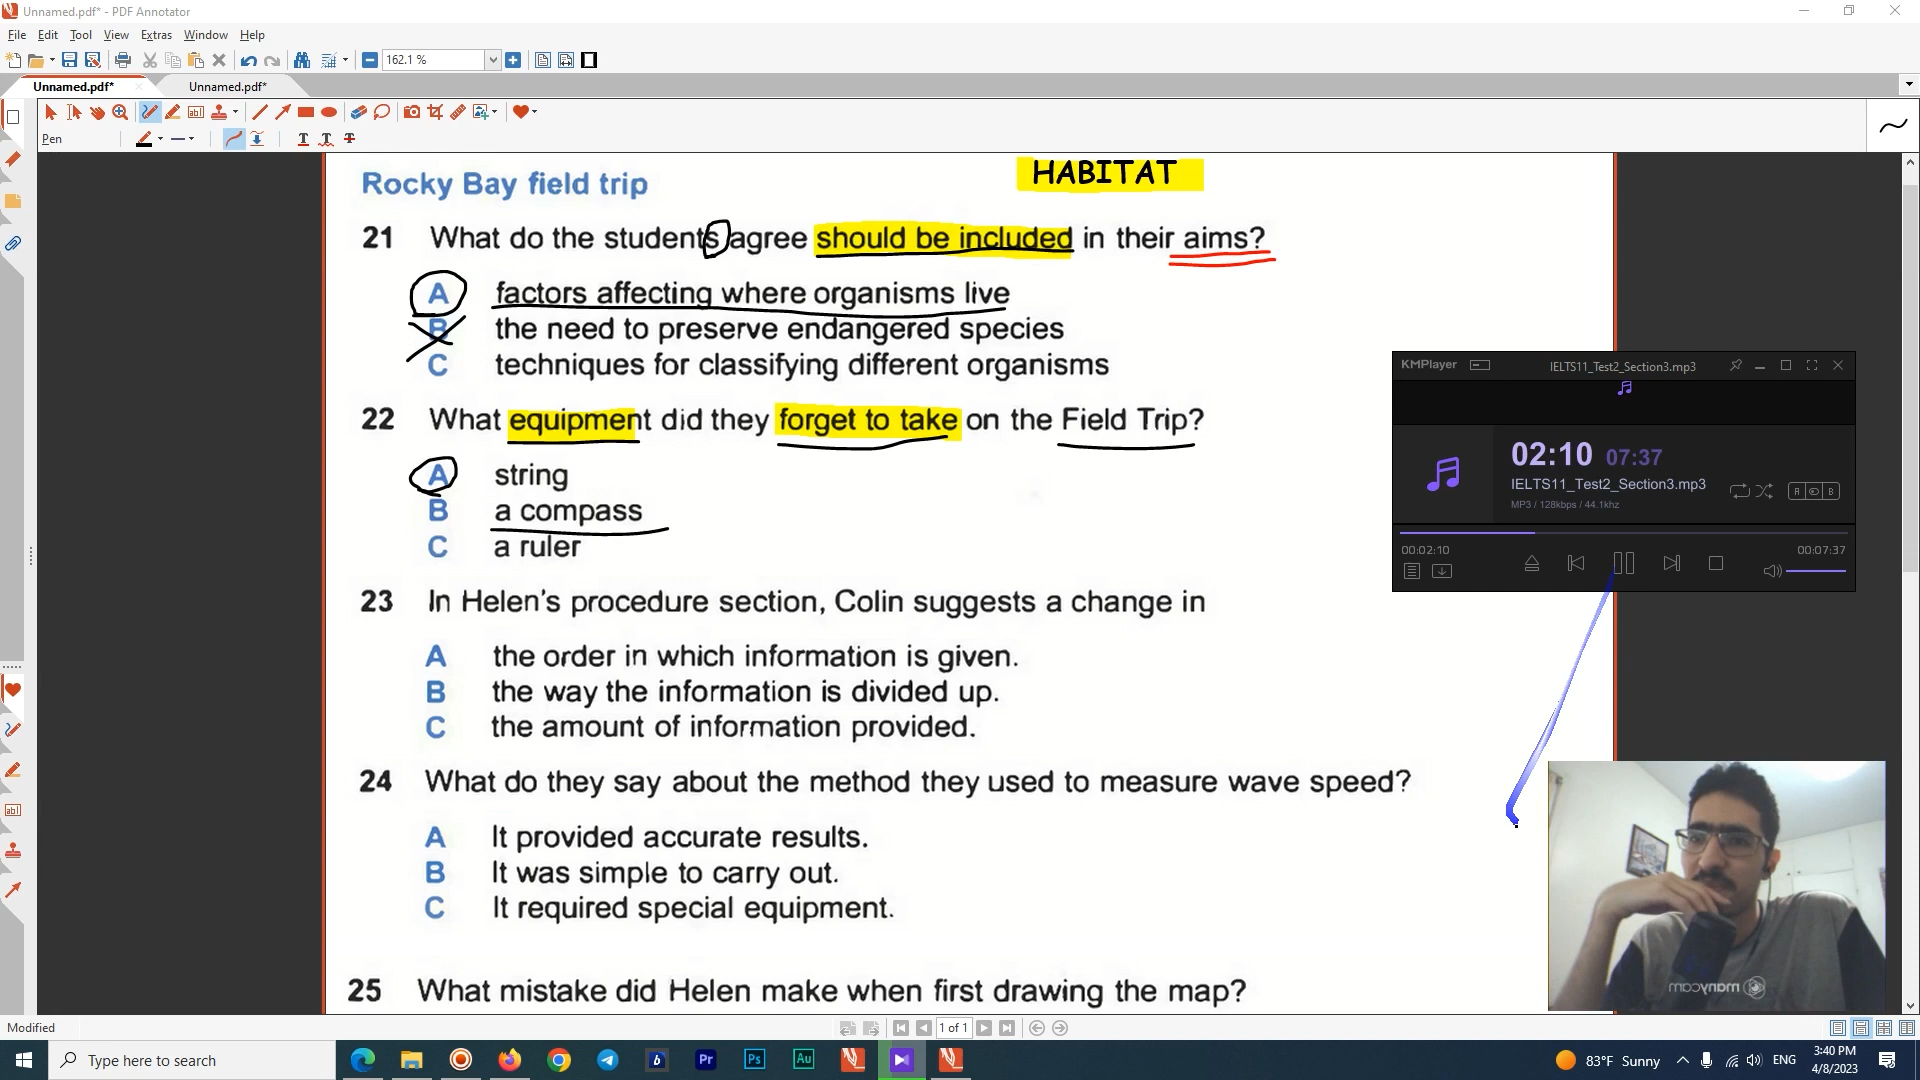 Unnamed.pdf* - PDF Annotator
File Edit Tool View Extras Window Help
162.1 %
Unnamed.pdf* Unnamed.pdf*
Pen
Rocky Bay field trip
HABITAT
21 What do the students agree should be included in their aims?
A factors affecting where organisms live
B the need to preserve endangered species
C techniques for classifying different organisms
22 What equipment did they forget to take on the Field Trip?
A string
B a compass
C a ruler
23 In Helen's procedure section, Colin suggests a change in
A the order in which information is given.
B the way the information is divided up.
C the amount of information provided.
24 What do they say about the method they used to measure wave speed?
A It provided accurate results.
B It was simple to carry out.
C It required special equipment.
25 What mistake did Helen make when first drawing the map?
KMPlayer IELTS11_Test2_Section3.mp3
02:10 07:37
IELTS11_Test2_Section3.mp3
MP3 / 128kbps / 44.1khz
00:02:10 00:07:37
manycam
Modified
1 of 1
Type here to search
83°F Sunny
ENG
3:40 PM
4/8/2023